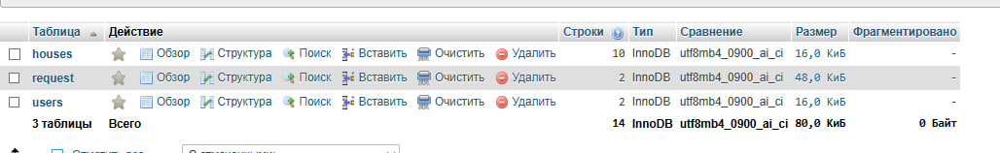 Таблица Действие Строки Тип Сравнение Размер Фрагментировано
houses Обзор Структура Поиск Вставить Очистить Удалить 10 InnoDB utf8mb4_0900_ai_ci 16,0 КиБ -
request Обзор Структура Поиск Вставить Очистить Удалить 2 InnoDB utf8mb4_0900_ai_ci 48,0 КиБ -
users Обзор Структура Поиск Вставить Очистить Удалить 2 InnoDB utf8mb4_0900_ai_ci 16,0 КиБ -
3 таблицы Всего 14 InnoDB utf8mb4_0900_ai_ci 80,0 КиБ 0 Байт